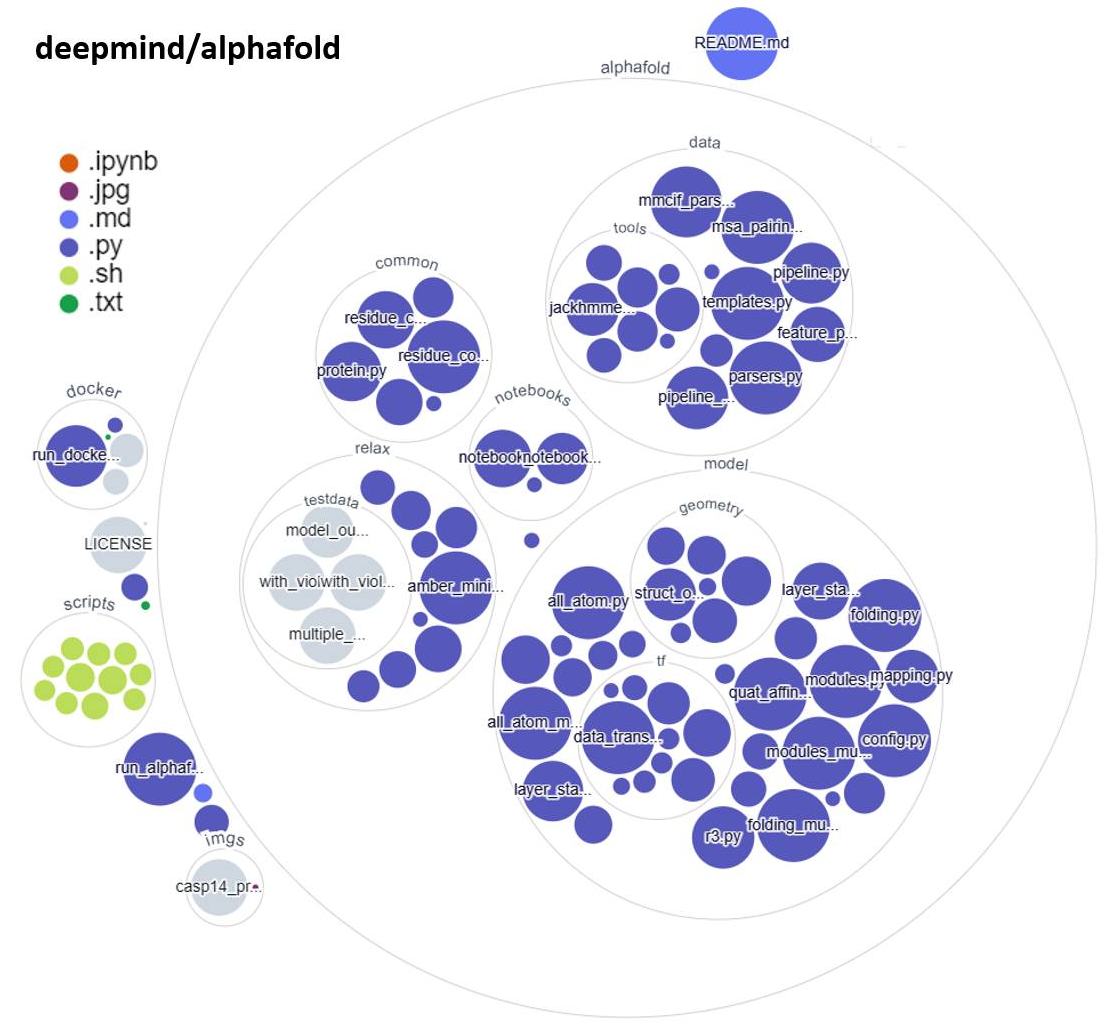 deepmind/alphafold
README.md
alphafold
.ipynb
.jpg
.md
.py
.sh
.txt
data
mmcif_pars...
msa_pairin...
tools
pipeline.py
jackhmme...
templates.py
feature_p...
parsers.py
pipeline_...
common
residue_c...
residue_co...
protein.py
notebooks
notebook
notebook...
docker
run_docke...
LICENSE
scripts
relax
testdata
model_ou...
with_viol
with_viol...
multiple_...
amber_mini...
model
geometry
struct_o...
all_atom.py
layer_sta...
folding.py
tf
quat_affin...
modules.py
mapping.py
all_atom_m...
data_trans...
modules_mu...
config.py
layer_sta...
r3.py
folding_mu...
run_alphaf...
imgs
casp14_pr...